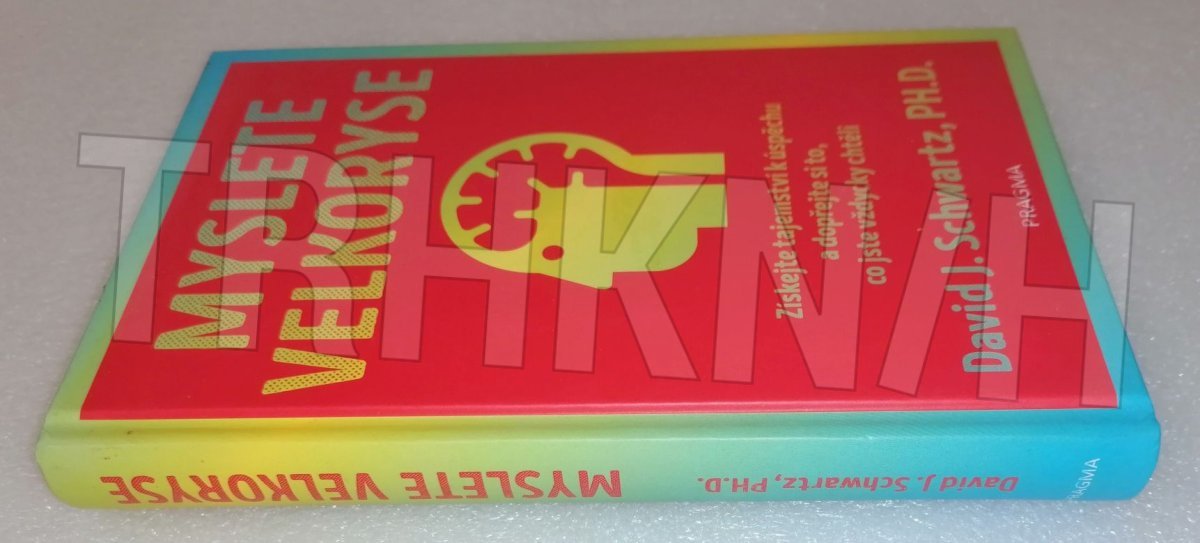 MYSLETE
VELKORYSE
Získejte tajemství k úspěchu
a dopřejte si to,
co jste vždycky chtěli
David J. Schwartz, PH.D.
PRAGMA
MYSLETE VELKORYSE
David J. Schwartz, PH.D.
PRAGMA
TRHKNIH